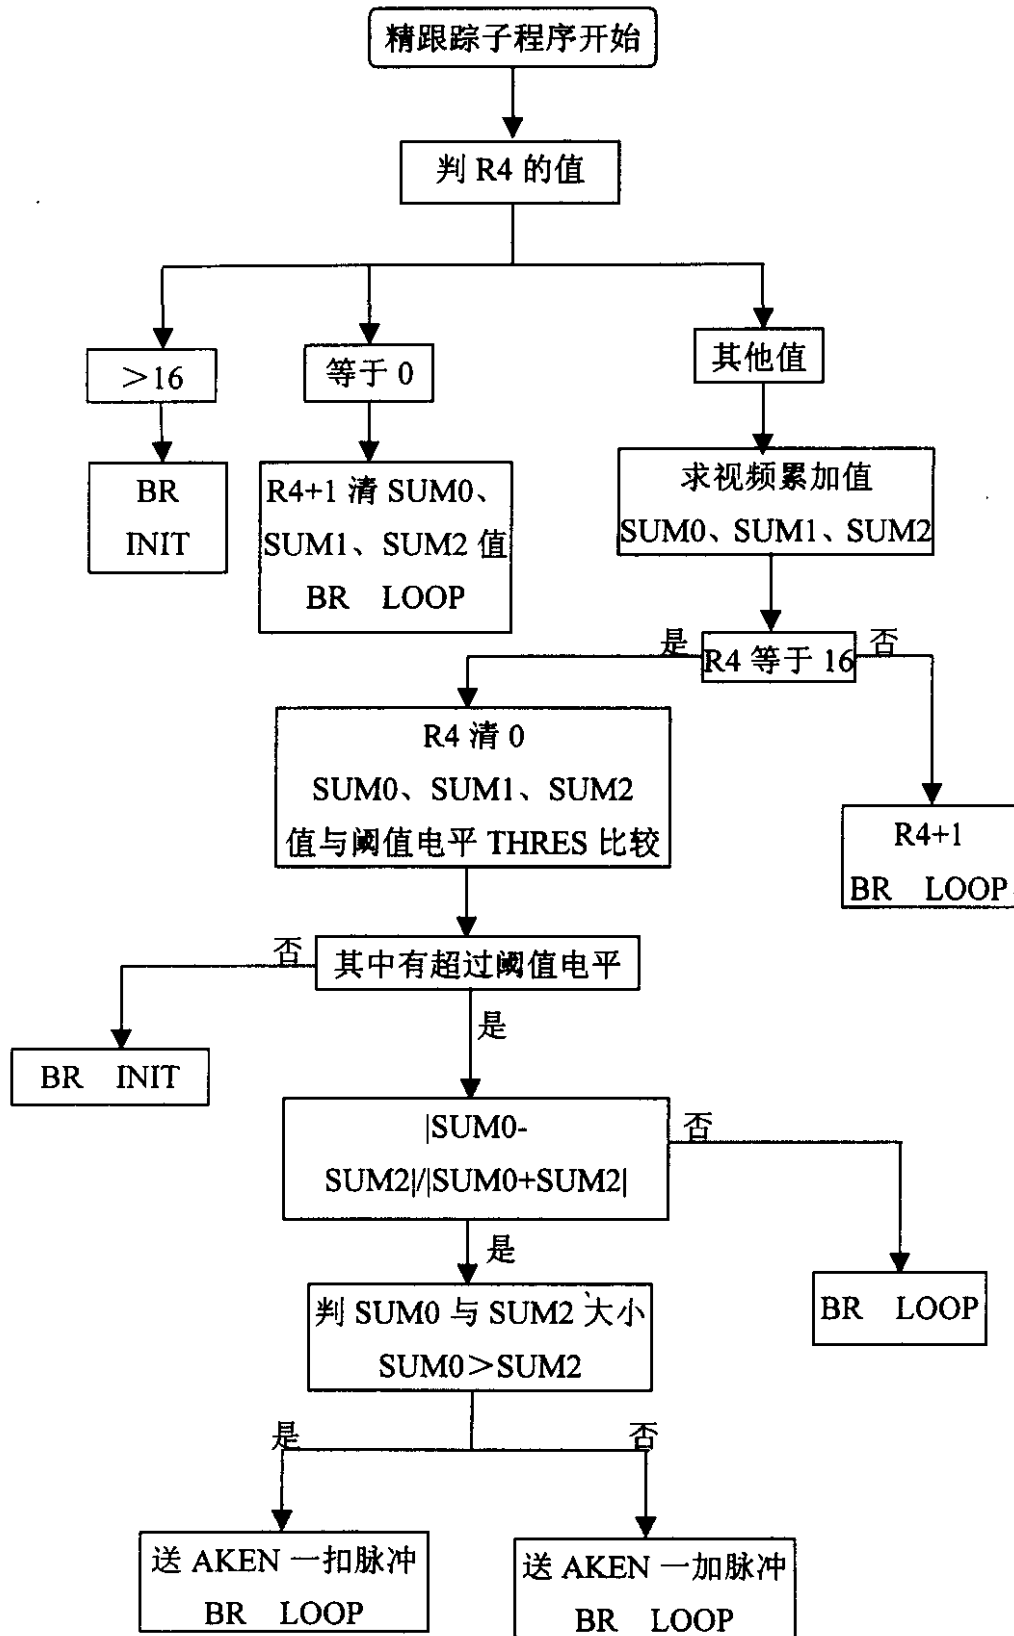 精跟踪子程序开始
判 R4 的值
>16
等于 0
其他值
BR
INIT
R4+1 清 SUM0、
SUM1、SUM2 值
BR LOOP
求视频累加值
SUM0、SUM1、SUM2
是
R4 等于 16
否
R4 清 0
SUM0、SUM1、SUM2
值与阈值电平 THRES 比较
R4+1
BR LOOP
否
其中有超过阈值电平
是
BR INIT
|SUM0-
SUM2|/|SUM0+SUM2|
否
是
判 SUM0 与 SUM2 大小
SUM0>SUM2
BR LOOP
是
否
送 AKEN 一扣脉冲
BR LOOP
送 AKEN 一加脉冲
BR LOOP